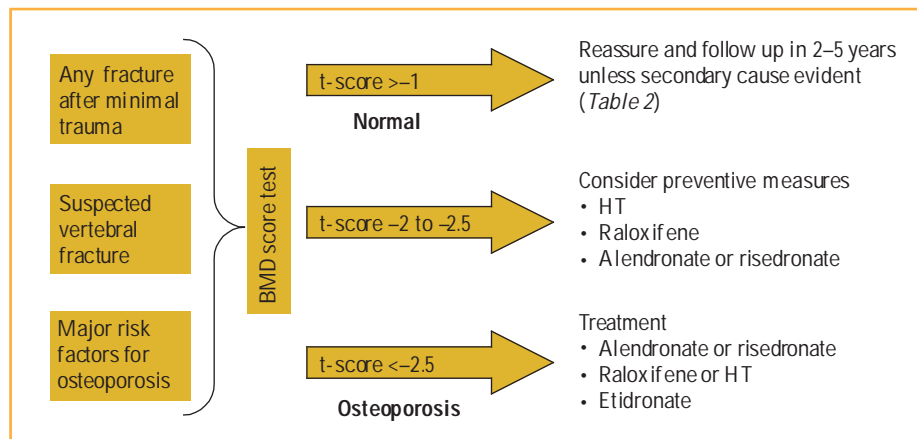 Any fracture
after minimal
trauma
Suspected
vertebral
fracture
Major risk
factors for
osteoporosis
BMD score test
t-score >–1
Normal
Reassure and follow up in 2–5 years
unless secondary cause evident
(Table 2)
t-score –2 to –2.5
Consider preventive measures
• HT
• Raloxifene
• Alendronate or risedronate
t-score <–2.5
Osteoporosis
Treatment
• Alendronate or risedronate
• Raloxifene or HT
• Etidronate